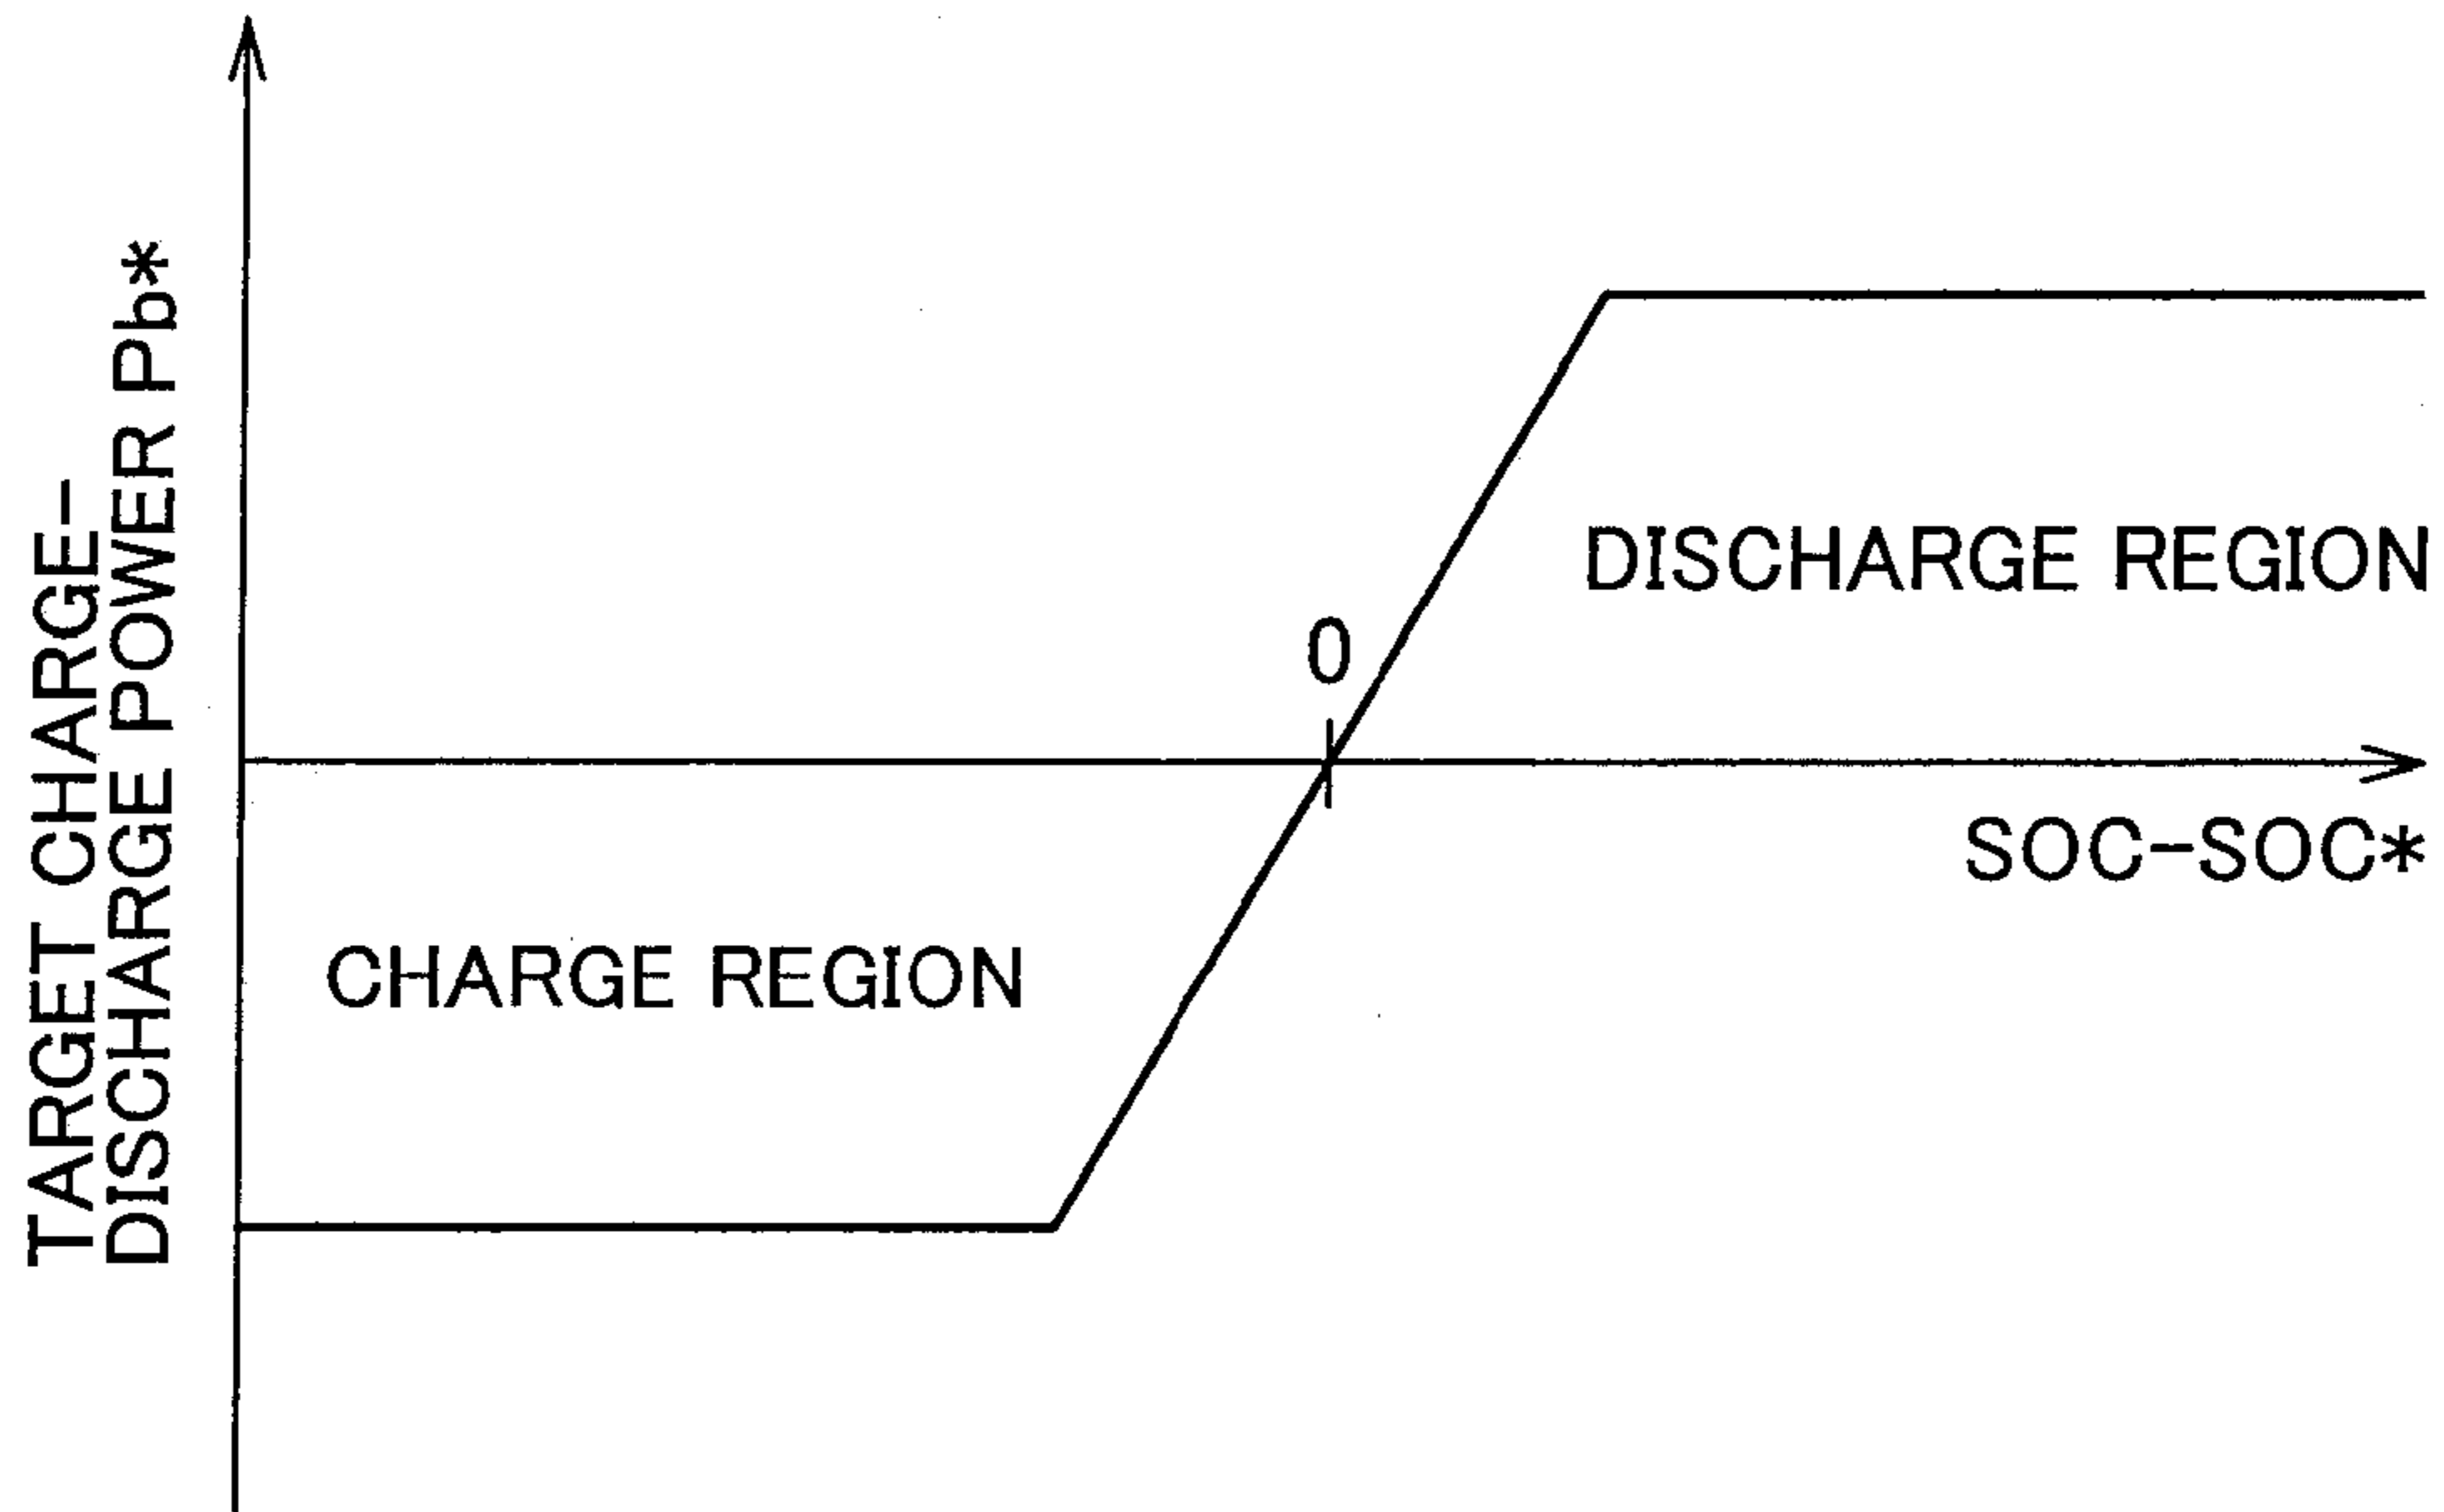 TARGET CHARGE-
DISCHARGE POWER Pb*
DISCHARGE REGION
0
SOC-SOC*
CHARGE REGION